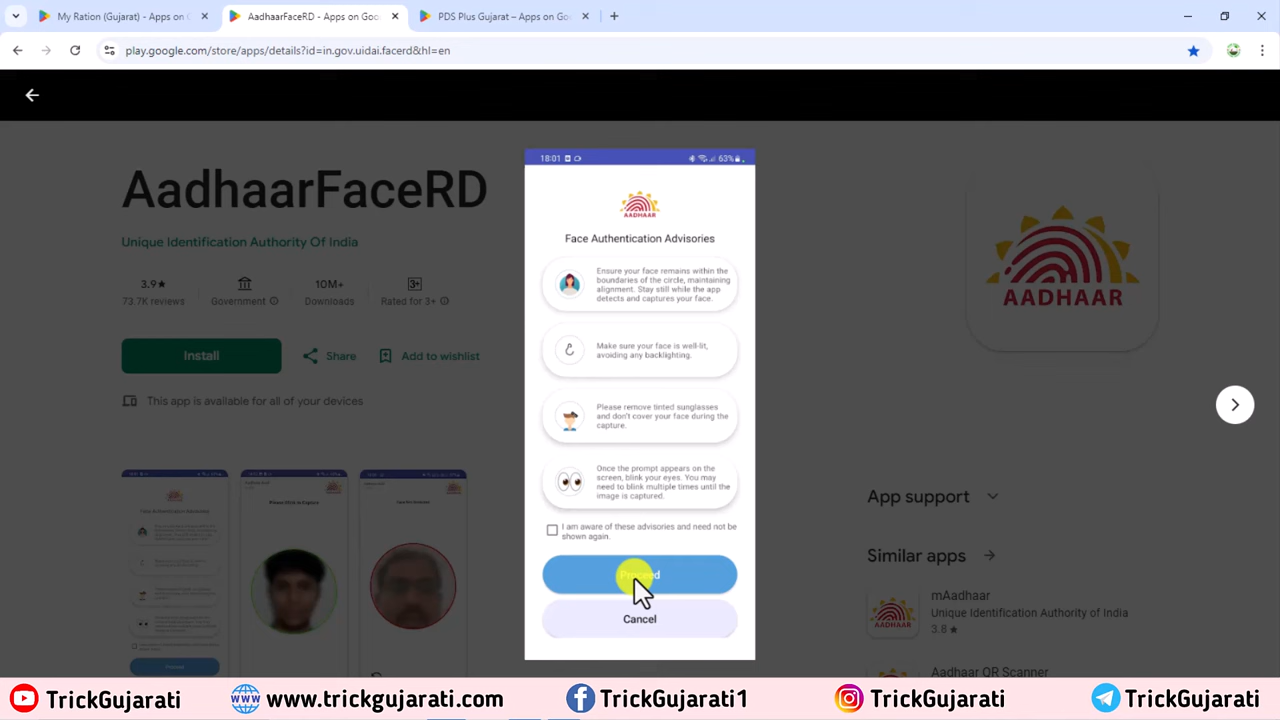 My Ration (Gujarat) - Apps on G
AadhaarFaceRD - Apps on Goo
PDS Plus Gujarat – Apps on Goo
play.google.com/store/apps/details?id=in.gov.uidai.facerd&hl=en
AadhaarFaceRD
Unique Identification Authority Of India
3.9★
73.7K reviews
Government
10M+
Downloads
3+
Rated for 3+
Install
Share
Add to wishlist
This app is available for all of your devices
18:01
63%
AADHAAR
Face Authentication Advisories
Ensure your face remains within the
boundaries of the circle, maintaining
alignment. Stay still while the app
detects and captures your face.
Make sure your face is well-lit,
avoiding any backlighting.
Please remove tinted sunglasses
and don't cover your face during the
capture.
Once the prompt appears on the
screen, blink your eyes. You may
need to blink multiple times until the
image is captured.
I am aware of these advisories and need not be
shown again.
Proceed
Cancel
AADHAAR
App support
Similar apps
mAadhaar
Unique Identification Authority of India
3.8★
Aadhaar QR Scanner
TrickGujarati
www.trickgujarati.com
TrickGujarati1
TrickGujarati
TrickGujarati